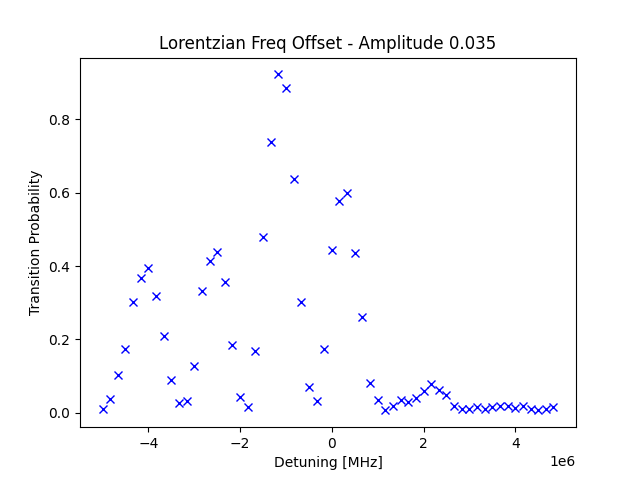 Lorentzian Freq Offset - Amplitude 0.035
Transition Probability
0.8
0.6
0.4
0.2
0.0
−4
−2
0
2
4
1e6
Detuning [MHz]